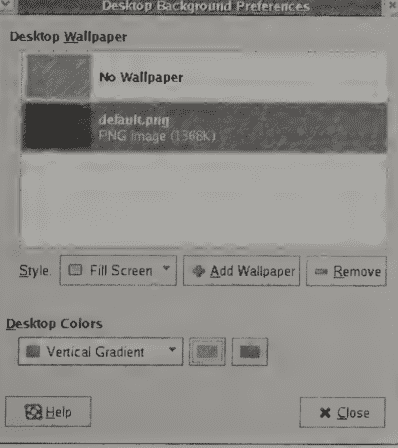 Desktop Background Preferences
Desktop Wallpaper
No Wallpaper
default.png
PNG Image (1368K)
Style: Fill Screen Add Wallpaper Remove
Desktop Colors
Vertical Gradient
Help Close